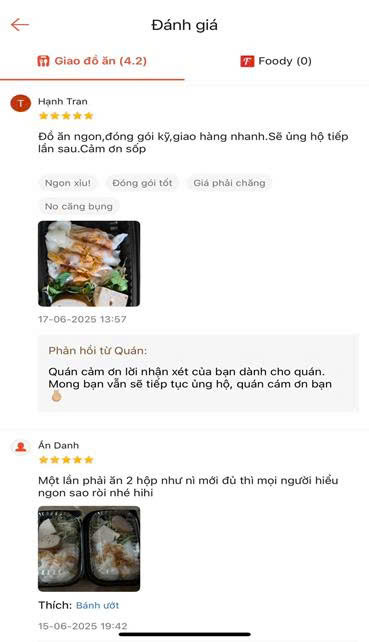 Đánh giá
Giao đồ ăn (4.2)
Foody (0)
T
Hạnh Tran
Đồ ăn ngon,đóng gói kỹ,giao hàng nhanh.Sẽ ủng hộ tiếp
lần sau.Cảm ơn sốp
Ngon xỉu!
Đóng gói tốt
Giá phải chăng
No căng bụng
17-06-2025 13:57
Phản hồi từ Quán:
Quán cảm ơn lời nhận xét của bạn dành cho quán.
Mong bạn vẫn sẽ tiếp tục ủng hộ, quán cám ơn bạn
Ẩn Danh
Một lần phải ăn 2 hộp như nì mới đủ thì mọi người hiểu
ngon sao ròi nhé hihi
Thích: Bánh ướt
15-06-2025 19:42